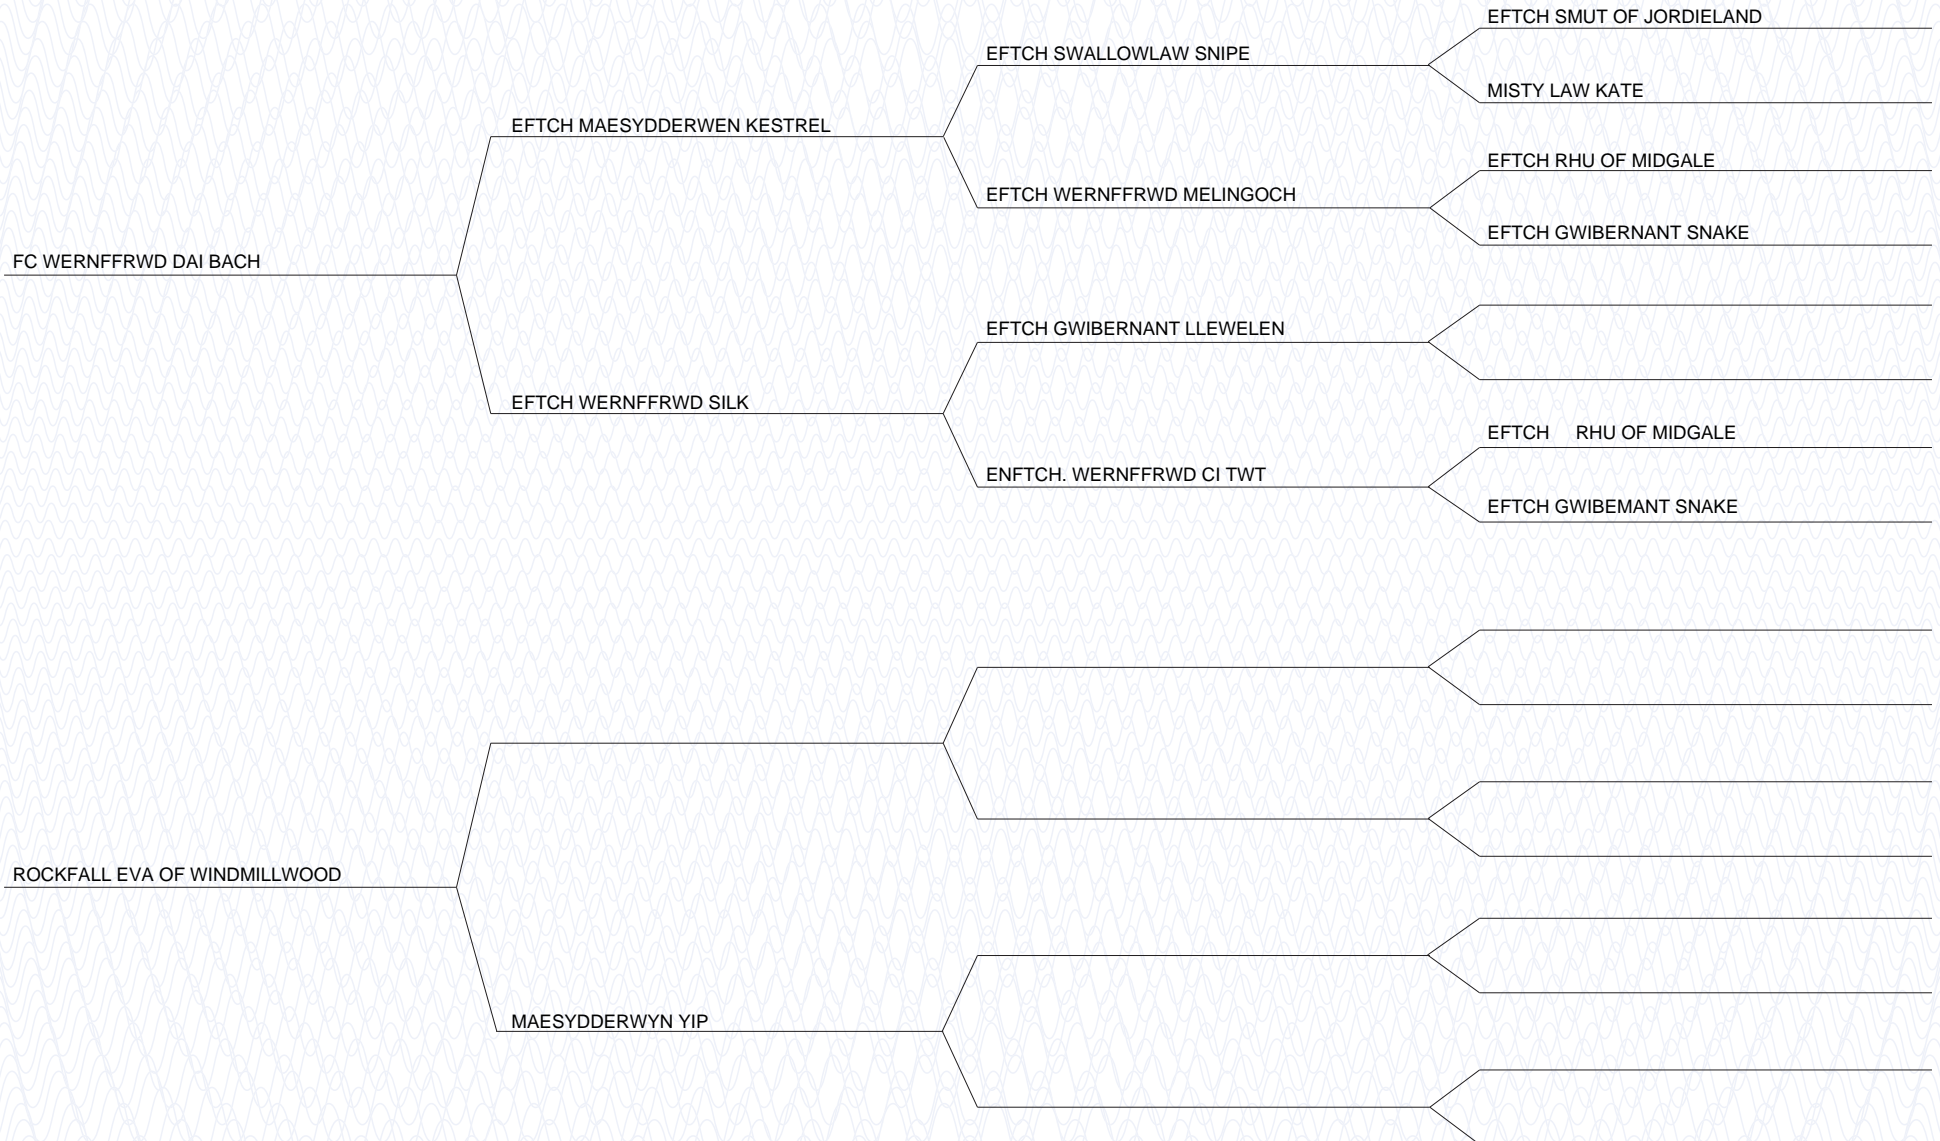 EFTCH SMUT OF JORDIELAND
EFTCH SWALLOWLAW SNIPE
MISTY LAW KATE
EFTCH MAESYDDERWEN KESTREL
EFTCH RHU OF MIDGALE
EFTCH WERNFFRWD MELINGOCH
EFTCH GWIBERNANT SNAKE
FC WERNFFRWD DAI BACH
EFTCH GWIBERNANT LLEWELEN
EFTCH WERNFFRWD SILK
EFTCH RHU OF MIDGALE
ENFTCH. WERNFFRWD CI TWT
EFTCH GWIBEMANT SNAKE
ROCKFALL EVA OF WINDMILLWOOD
MAESYDDERWYN YIP